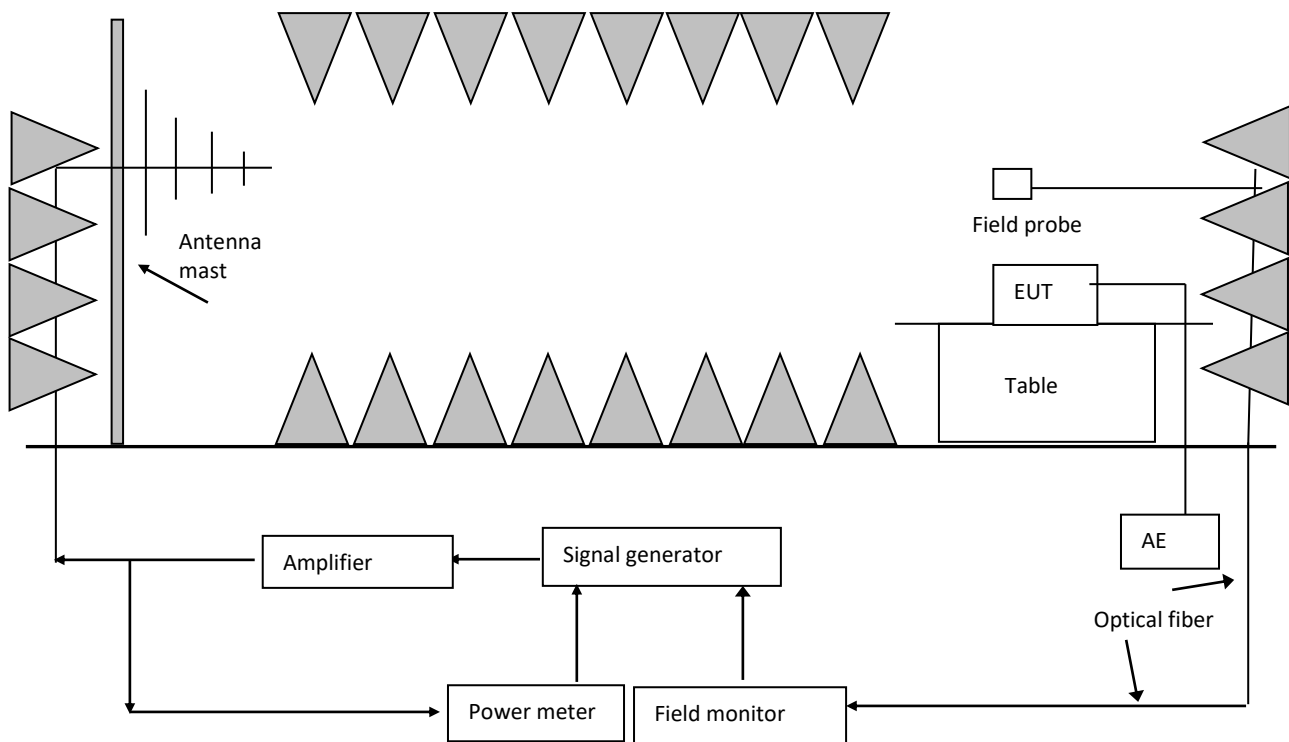 Antenna
mast
Field probe
EUT
Table
Amplifier
Signal generator
AE
Optical fiber
Power meter
Field monitor